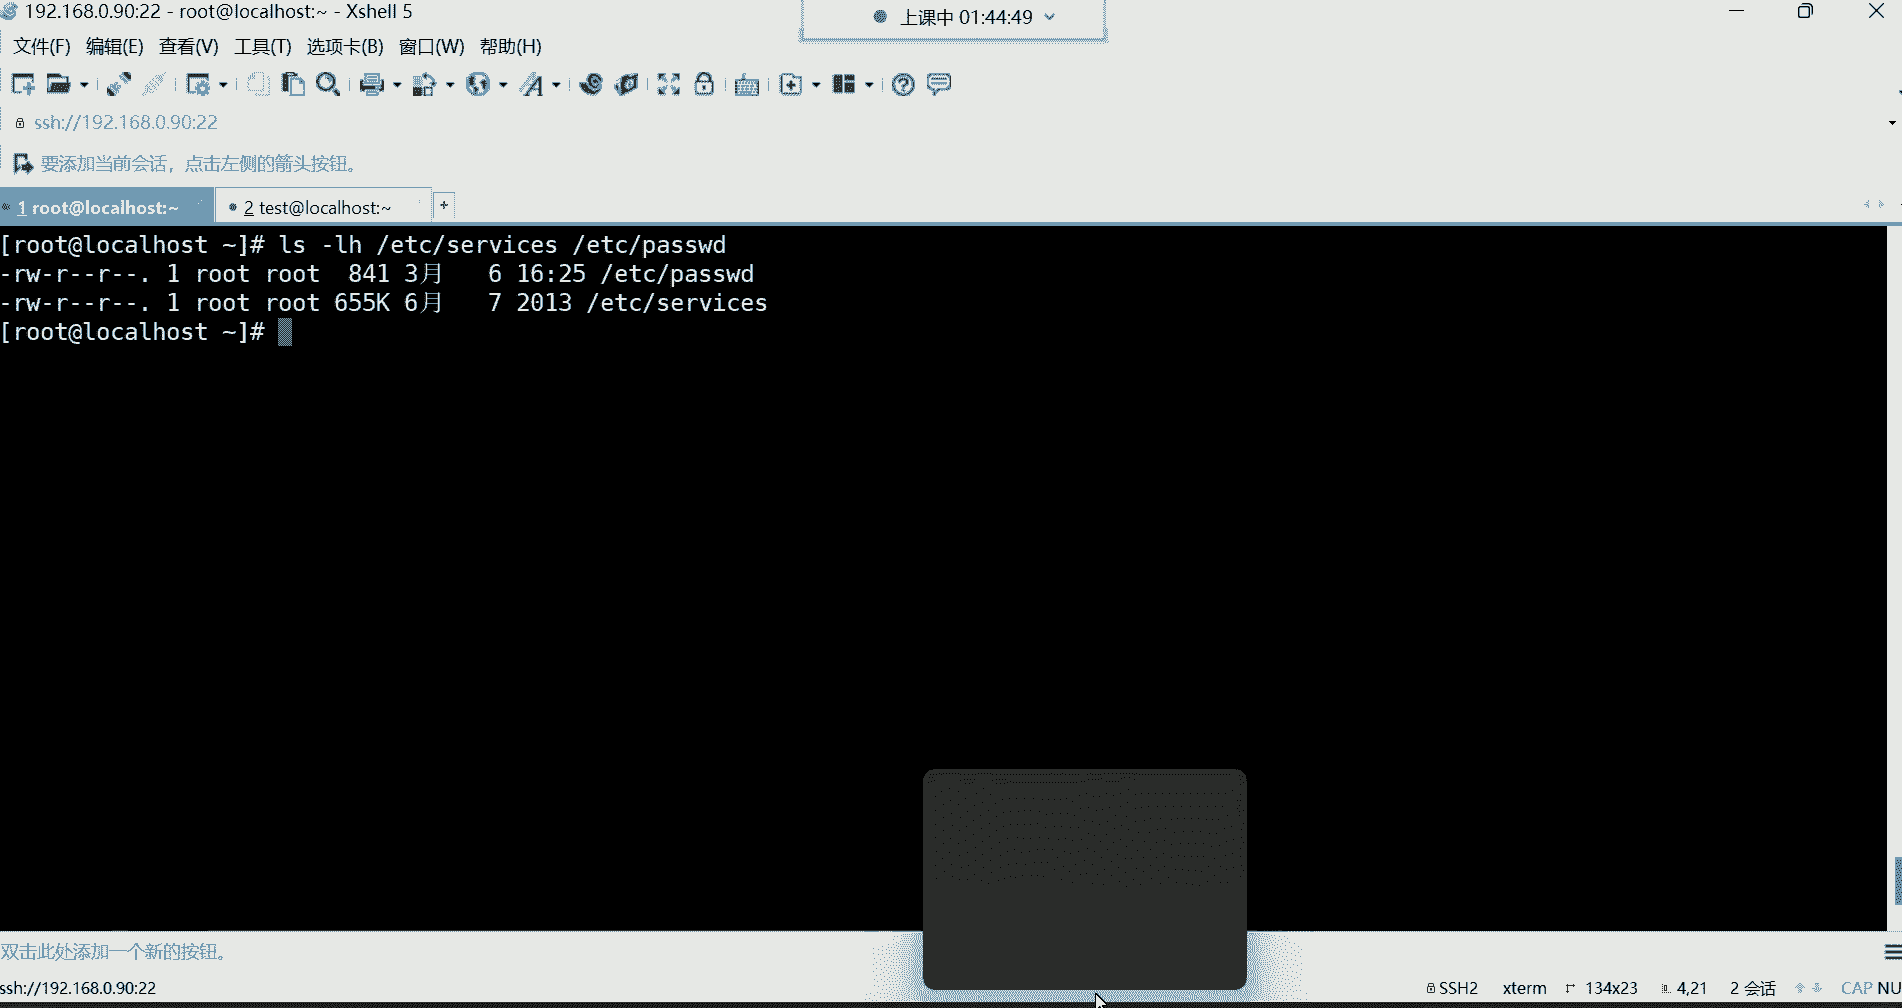 192.168.0.90:22 - root@localhost:~ - Xshell 5
上课中 01:44:49
文件(F) 编辑(E) 查看(V) 工具(T) 选项卡(B) 窗口(W) 帮助(H)
ssh://192.168.0.90:22
要添加当前会话，点击左侧的箭头按钮。
1 root@localhost:~ 2 test@localhost:~ +
[root@localhost ~]# ls -lh /etc/services /etc/passwd
-rw-r--r--. 1 root root  841 3月   6 16:25 /etc/passwd
-rw-r--r--. 1 root root 655K 6月   7 2013 /etc/services
[root@localhost ~]#
双击此处添加一个新的按钮。
ssh://192.168.0.90:22 SSH2 xterm 134x23 4,21 2 会话 CAP NU